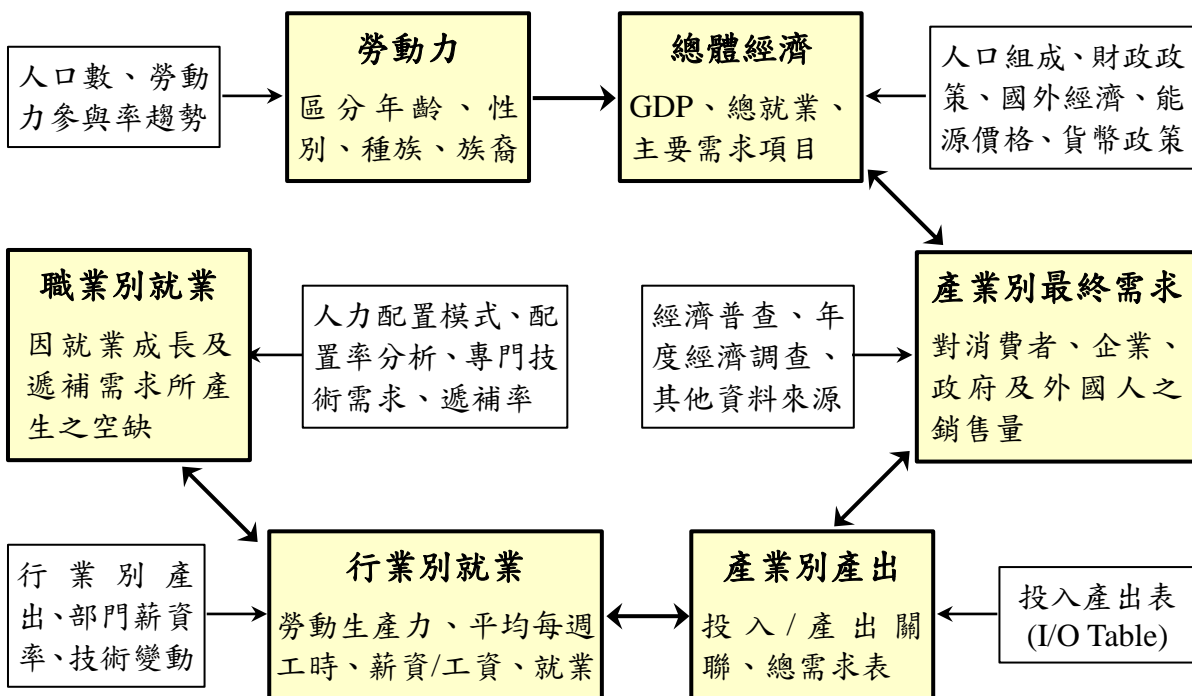 人口數、勞動
力參與率趨勢
勞動力
區分年齡、性
別、種族、族裔
總體經濟
GDP、總就業、
主要需求項目
人口組成、財政政
策、國外經濟、能
源價格、貨幣政策
職業別就業
因就業成長及
遞補需求所產
生之空缺
人力配置模式、配
置率分析、專門技
術需求、遞補率
經濟普查、年
度經濟調查、
其他資料來源
產業別最終需求
對消費者、企業、
政府及外國人之
銷售量
行業別產
出、部門薪資
率、技術變動
行業別就業
勞動生產力、平均每週
工時、薪資/工資、就業
產業別產出
投入/產出關
聯、總需求表
投入產出表
(I/O Table)